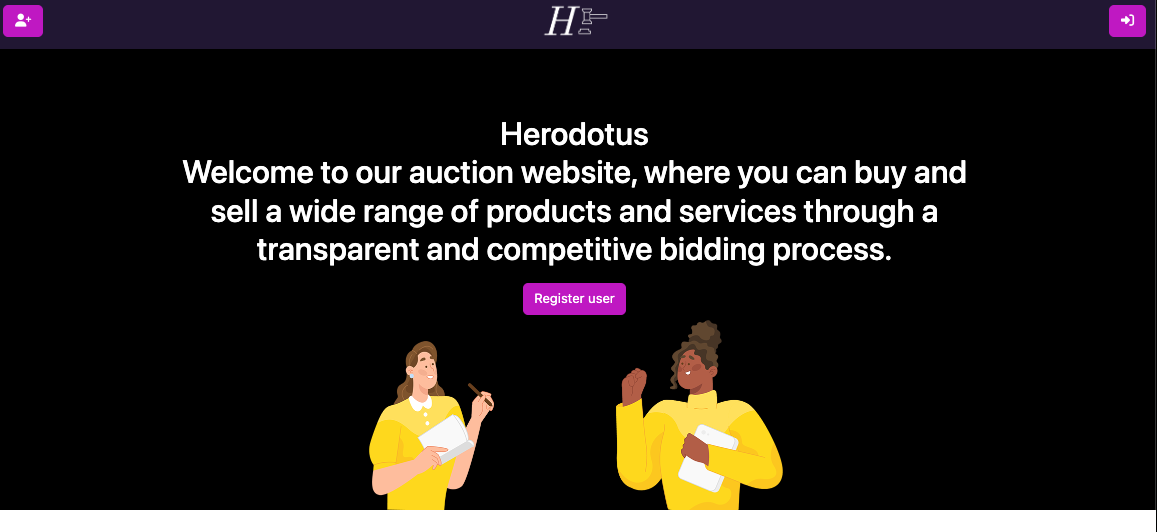 H
Herodotus
Welcome to our auction website, where you can buy and
sell a wide range of products and services through a
transparent and competitive bidding process.
Register user